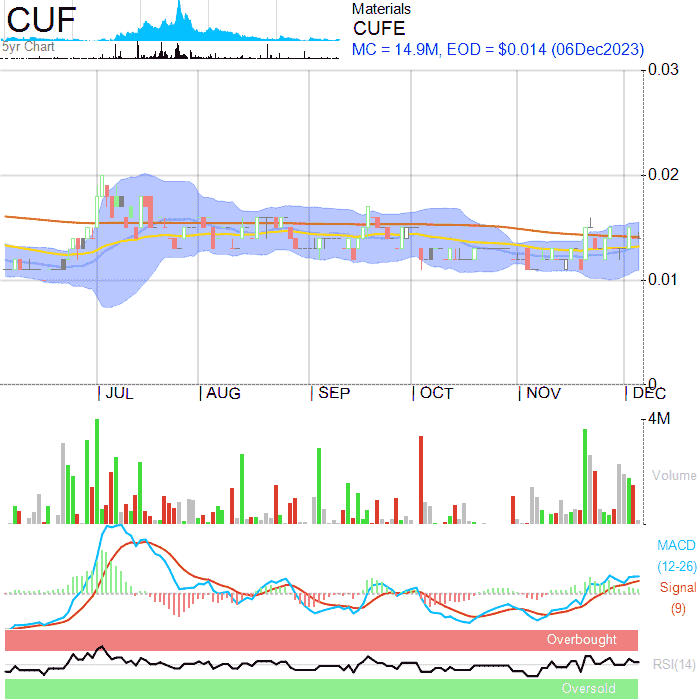 CUF
5yr Chart
Materials
CUFE
MC = 14.9M, EOD = $0.014 (06Dec2023)
0.03
0.02
0.01
0
JUL
AUG
SEP
OCT
NOV
DEC
4M
Volume
MACD
(12-26)
Signal
(9)
Overbought
RSI(14)
Oversold